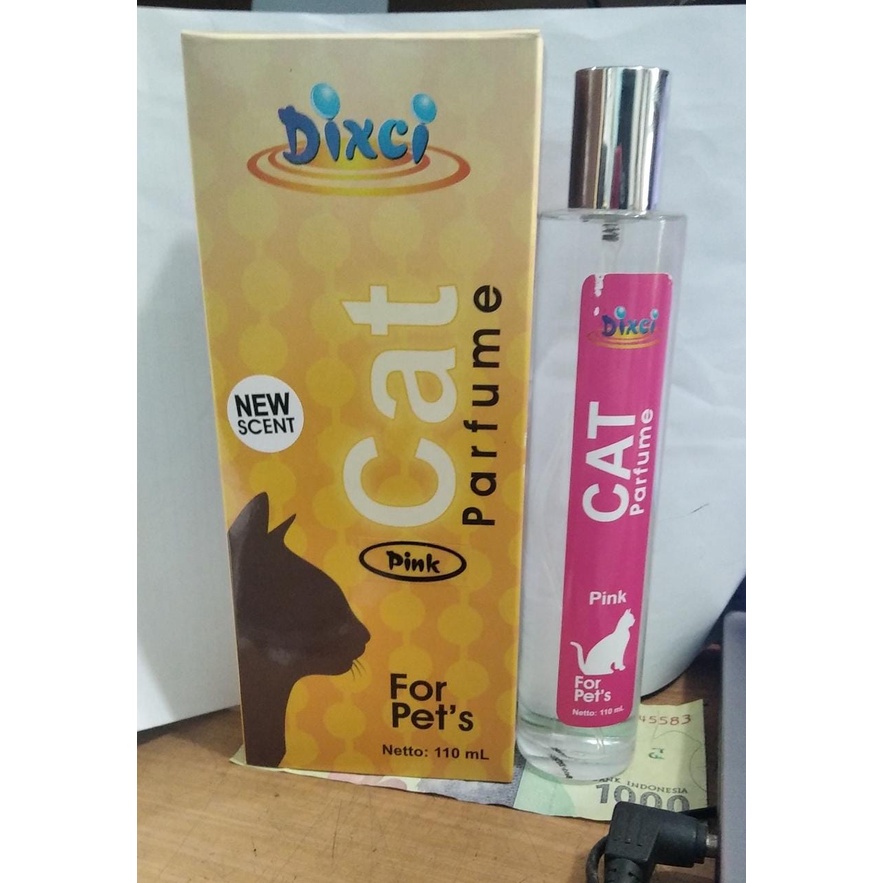 Dixci
Cat
Parfume
NEW
SCENT
Pink
For
Pet's
Netto: 110 mL
Dixci
CAT
Parfume
Pink
For
Pet's
Netto: 110 mL
45583
BANK INDONESIA
1000